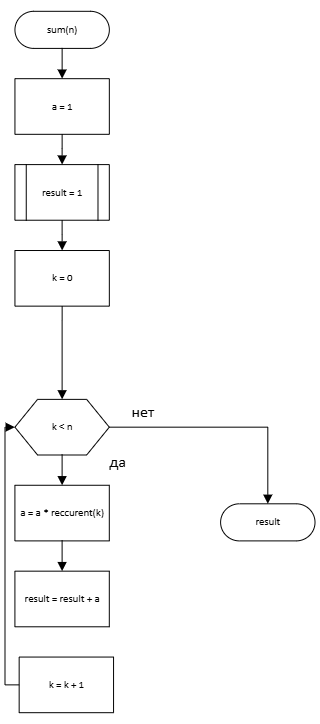 sum(n)
a = 1
result = 1
k = 0
k < n
нет
да
a = a * reccurent(k)
result
result = result + a
k = k + 1